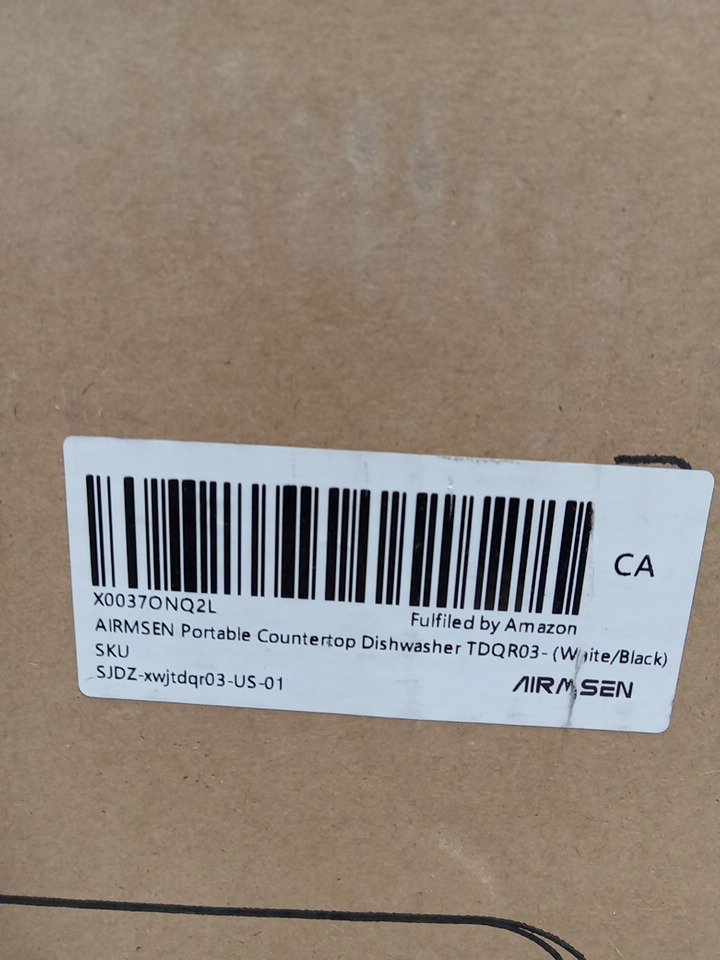 CA
X0037ONQ2L
Fulfiled by Amazon
AIRMSEN Portable Countertop Dishwasher TDQR03- (White/Black)
SKU
SJDZ-xwjtdqr03-US-01
AIRMSEN